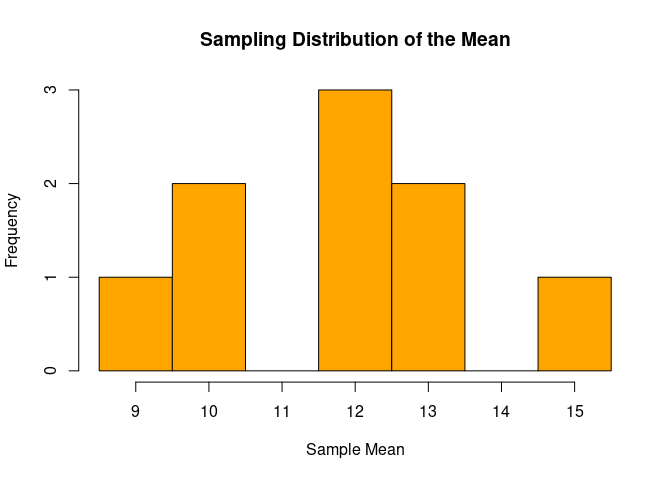 Sampling Distribution of the Mean
3
2
1
0
Frequency
9 10 11 12 13 14 15
Sample Mean